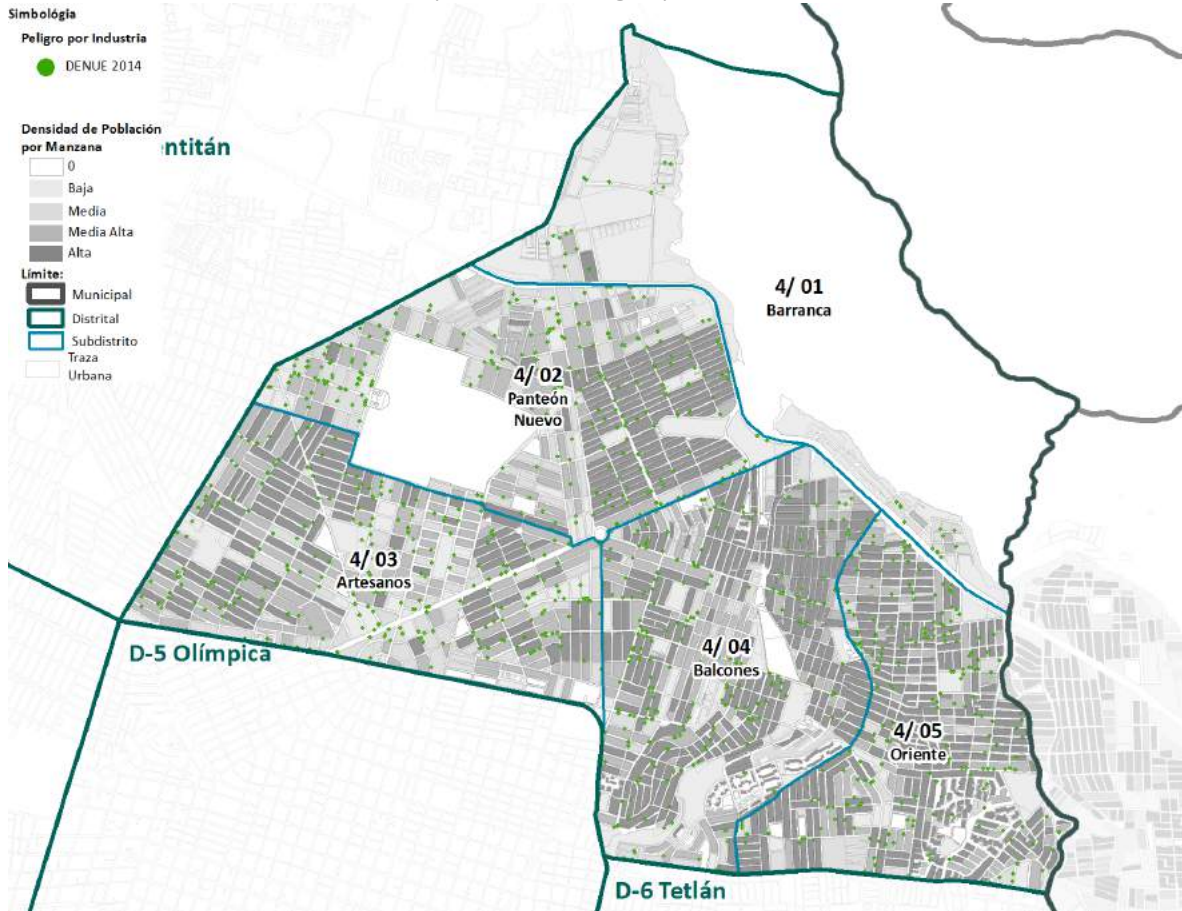 Simbológia
Peligro por Industria
DENUE 2014
Densidad de Población
por Manzana
0
Baja
Media
Media Alta
Alta
Límite:
Municipal
Distrital
Subdistrito
Traza
Urbana
entitán
4/ 01
Barranca
4/ 02
Panteón
Nuevo
4/ 03
Artesanos
D-5 Olímpica
4/ 04
Balcones
4/ 05
Oriente
D-6 Tetlán